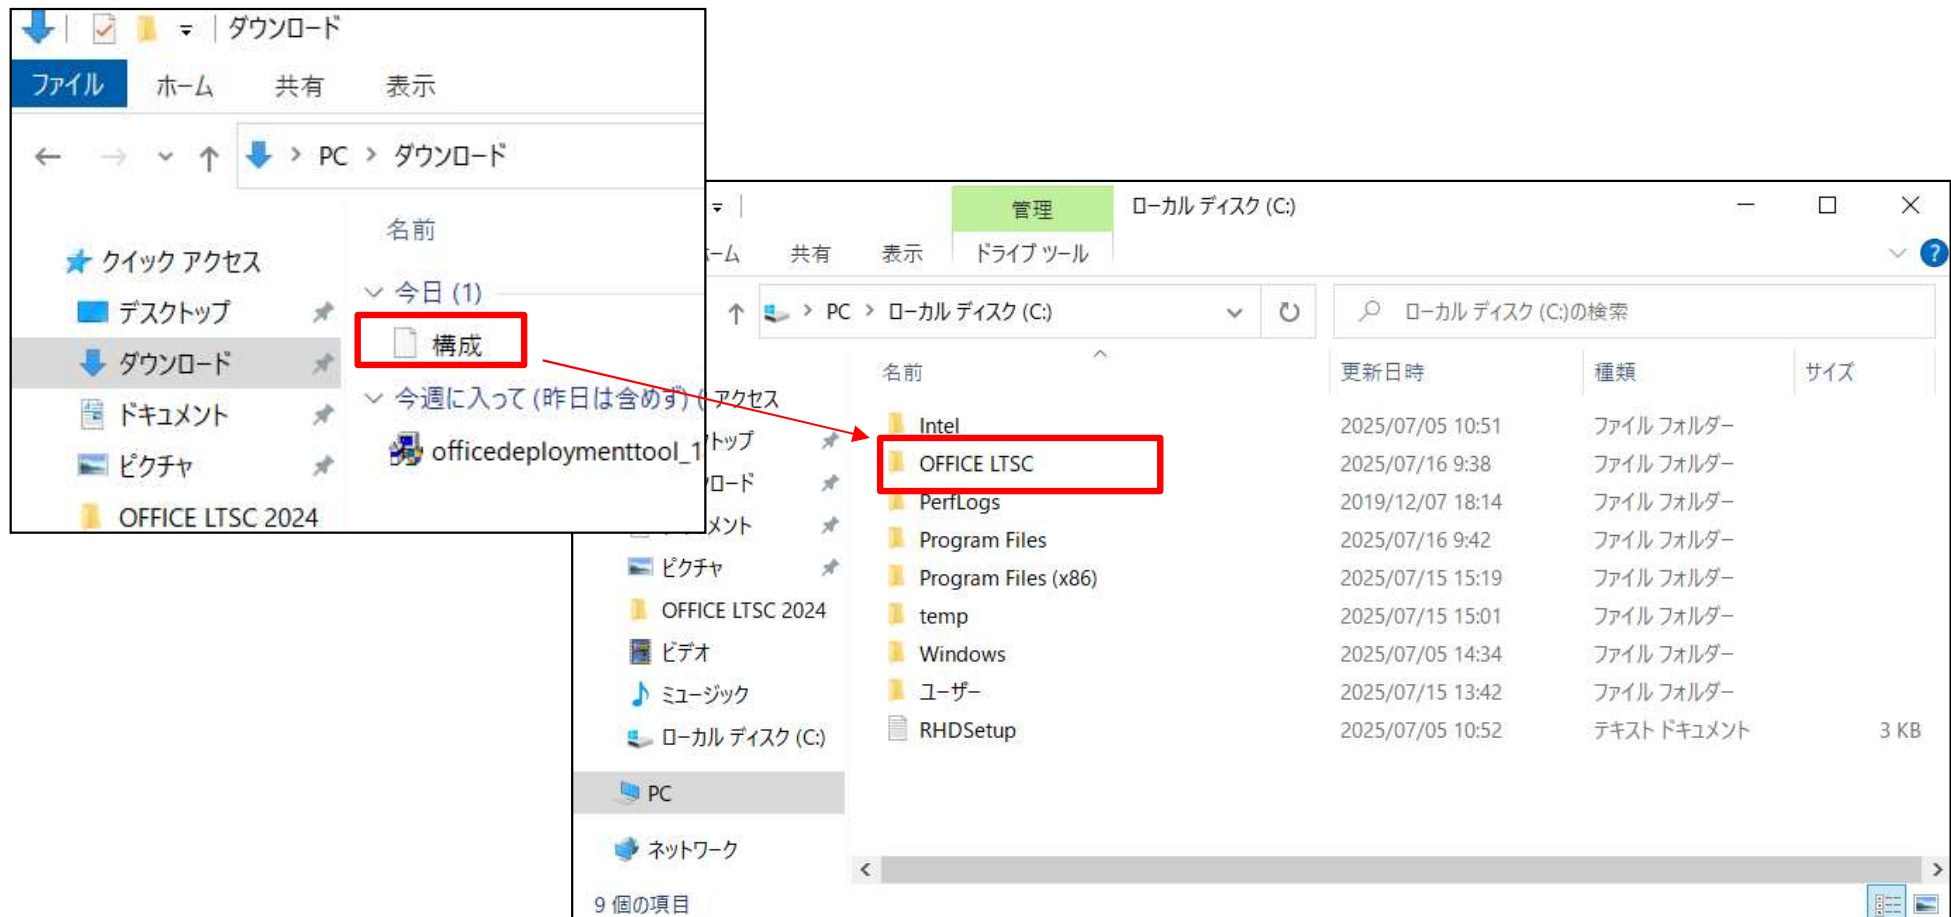 ダウンロード
ファイル ホーム 共有 表示
PC ダウンロード
名前
クイック アクセス
デスクトップ
ダウンロード
ドキュメント
ピクチャ
OFFICE LTSC 2024
今日 (1)
構成
今週に入って (昨日は含めず) (
officedeploymenttool_1
管理 ローカル ディスク (C:)
ーム 共有 表示 ドライブ ツール
PC ローカル ディスク (C:)
ローカル ディスク (C:)の検索
アクセス
トップ
ロード
メント
ピクチャ
OFFICE LTSC 2024
ビデオ
ミュージック
ローカル ディスク (C:)
PC
ネットワーク
名前 更新日時 種類 サイズ
Intel 2025/07/05 10:51 ファイル フォルダー
OFFICE LTSC 2025/07/16 9:38 ファイル フォルダー
PerfLogs 2019/12/07 18:14 ファイル フォルダー
Program Files 2025/07/16 9:42 ファイル フォルダー
Program Files (x86) 2025/07/15 15:19 ファイル フォルダー
temp 2025/07/15 15:01 ファイル フォルダー
Windows 2025/07/05 14:34 ファイル フォルダー
ユーザー 2025/07/15 13:42 ファイル フォルダー
RHDSetup 2025/07/05 10:52 テキスト ドキュメント 3 KB
9 個の項目